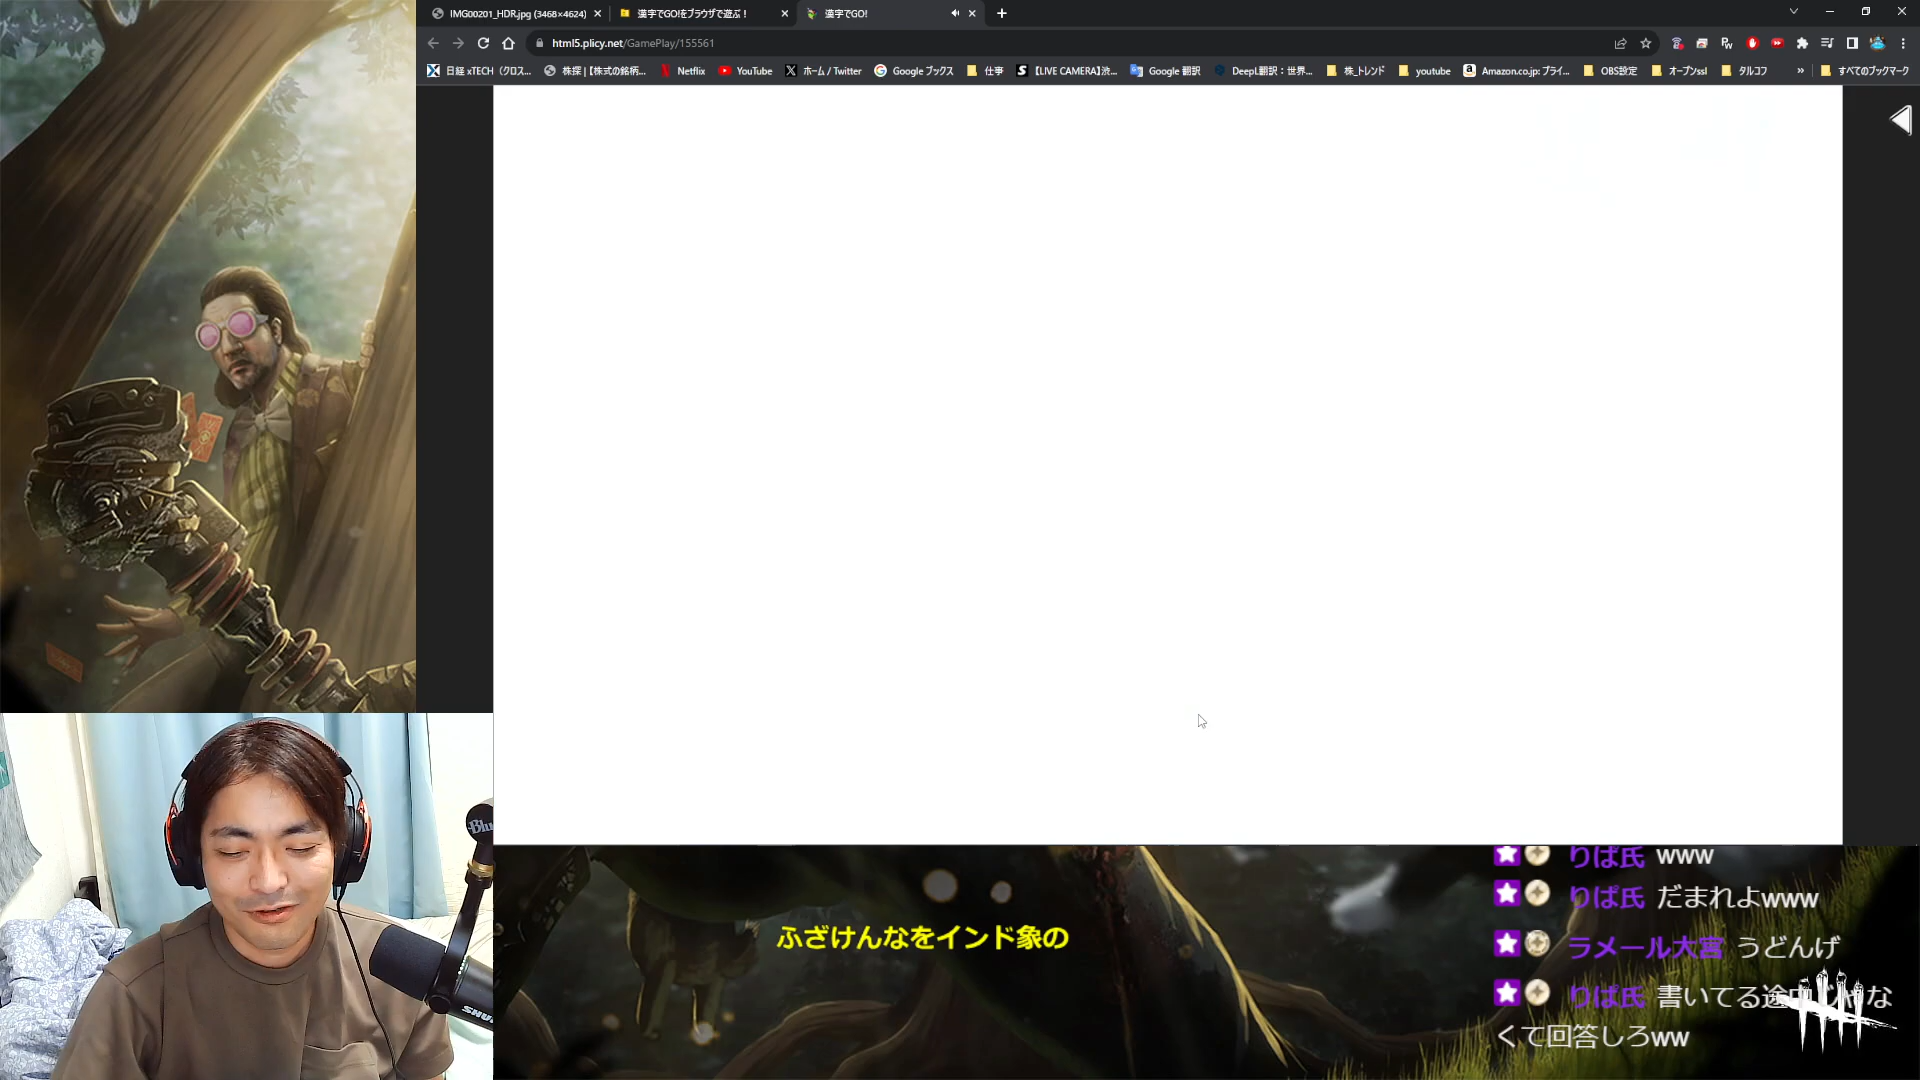 IMG00201_HDR.jpg (3468×4624)
漢字でGO!をブラウザで遊ぶ！
漢字でGO!
html5.plicy.net/GamePlay/155561
日経 xTECH（クロス...
株探 | 【株式の銘柄...
Netflix
YouTube
ホーム / Twitter
Google ブックス
仕事
【LIVE CAMERA】渋...
Google 翻訳
DeepL翻訳：世界...
株_トレンド
youtube
Amazon.co.jp: プライ...
OBS設定
オープンssl
タルコフ
»
すべてのブックマーク
Blu
SHU
ふざけんなをインド象の
りぱ氏 www
りぱ氏 だまれよwww
ラメール大宮 うどんげ
りぱ氏 書いてる途中じゃな
くて回答しろww